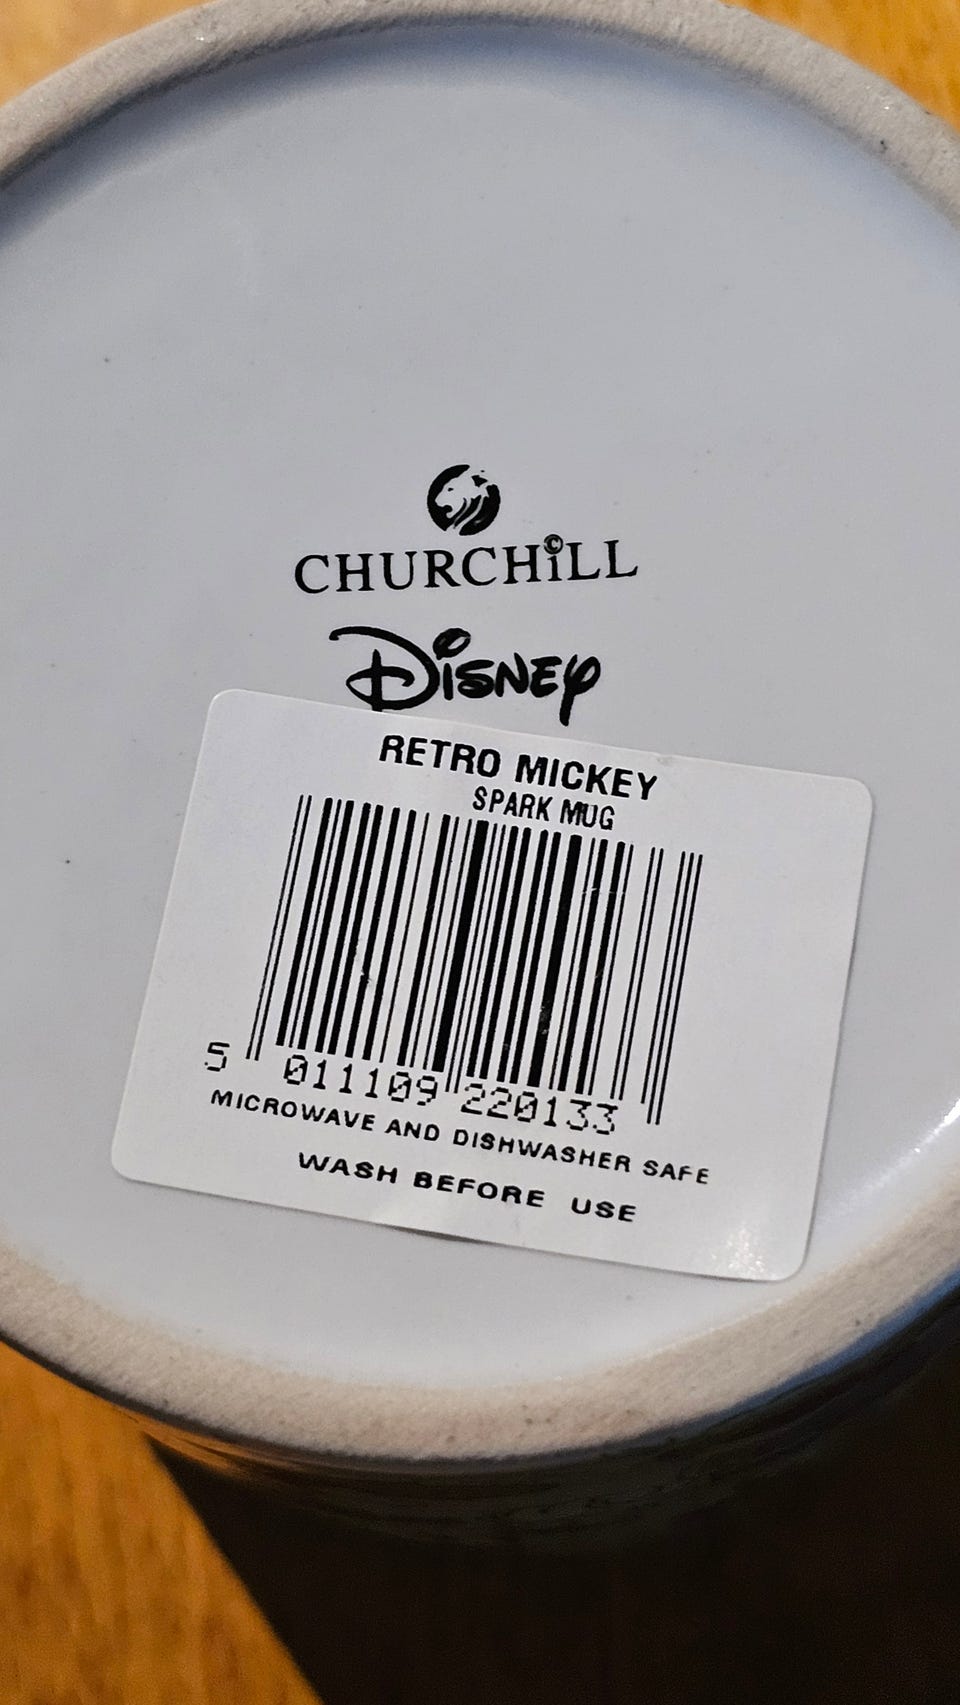 CHURCHiLL
©
Disney
RETRO MICKEY
SPARK MUG
5 011109 220133
MICROWAVE AND DISHWASHER SAFE
WASH BEFORE USE